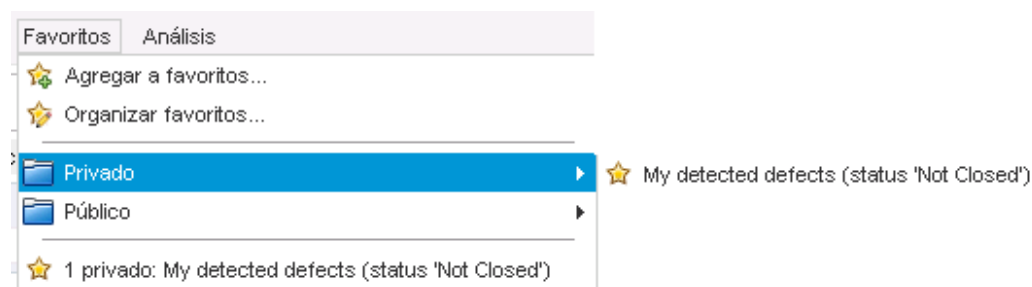 Favoritos Análisis
Agregar a favoritos...
Organizar favoritos...
Privado
My detected defects (status 'Not Closed')
Público
1 privado: My detected defects (status 'Not Closed')